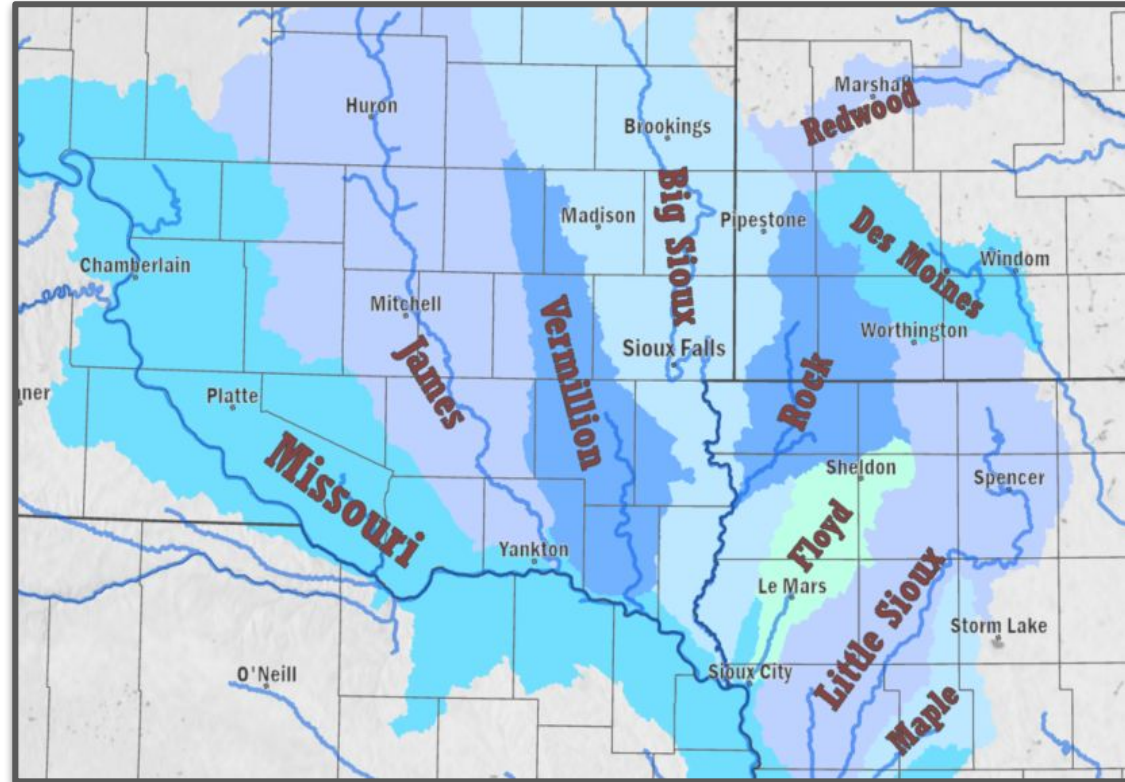 Marshall
Redwood
Huron
Brookings
Big Sioux
Madison
Pipestone
Des Moines
Windom
Chamberlain
Mitchell
James
Vermillion
Sioux Falls
Worthington
Rock
ner
Platte
Missouri
Sheldon
Spencer
Floyd
Yankton
Le Mars
Little Sioux
Storm Lake
O'Neill
Sioux City
Maple